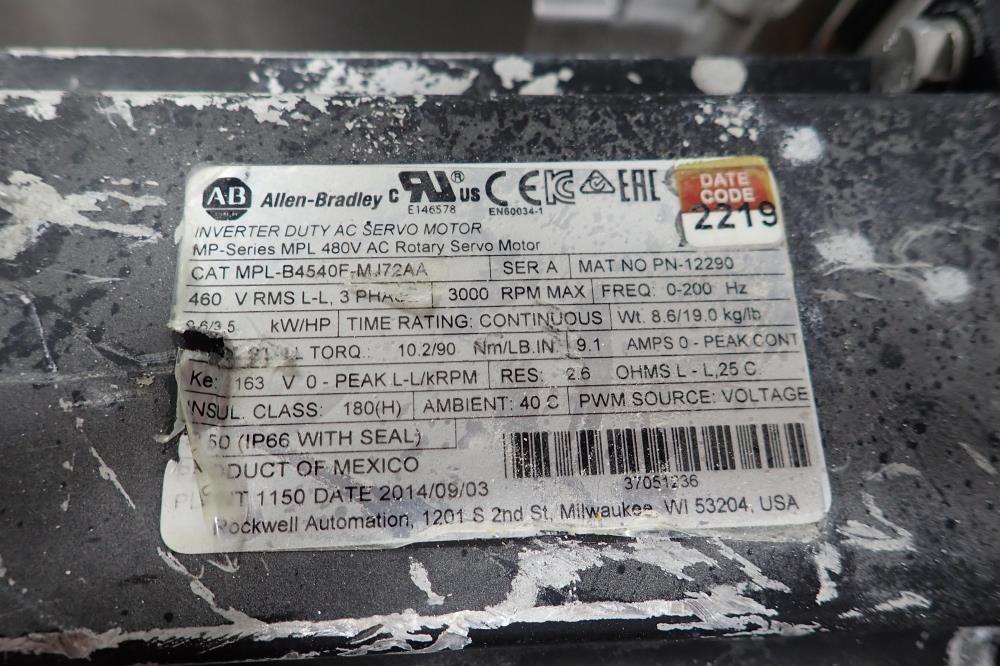 AB Allen-Bradley c RU ® US CE KC EAC
E146578 EN60034-1
DATE CODE
2219
INVERTER DUTY AC SERVO MOTOR
MP-Series MPL 480V AC Rotary Servo Motor
CAT MPL-B4540F-MJ72AA SER A MAT NO PN-12290
460 V RMS L-L, 3 3000 RPM MAX FREQ: 0-200 Hz
kW/HP TIME RATING: CONTINUOUS Wt. 8.6/19.0 kg/lb
TORQ.: 10.2/90 Nm/LB.IN. 9.1 AMPS 0 - PEAK CONT
Ke: 163 V 0 - PEAK L-L/kRPM RES: 2.6 OHMS L - L,25 C
INSUL. CLASS: 180(H) AMBIENT: 40 C PWM SOURCE: VOLTAGE
50 (IP66 WITH SEAL)
PRODUCT OF MEXICO
37051236
1150 DATE 2014/09/03
Rockwell Automation, 1201 S 2nd St, Milwaukee, WI 53204, USA